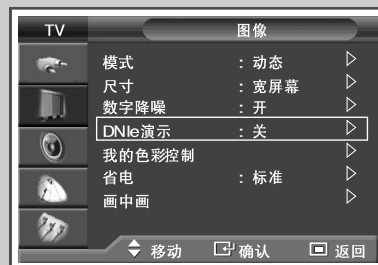 TV 图像
模式 : 动态
尺寸 : 宽屏幕
数字降噪 : 开
DNIe演示 : 关
我的色彩控制
省电 : 标准
画中画
移动 确认 返回